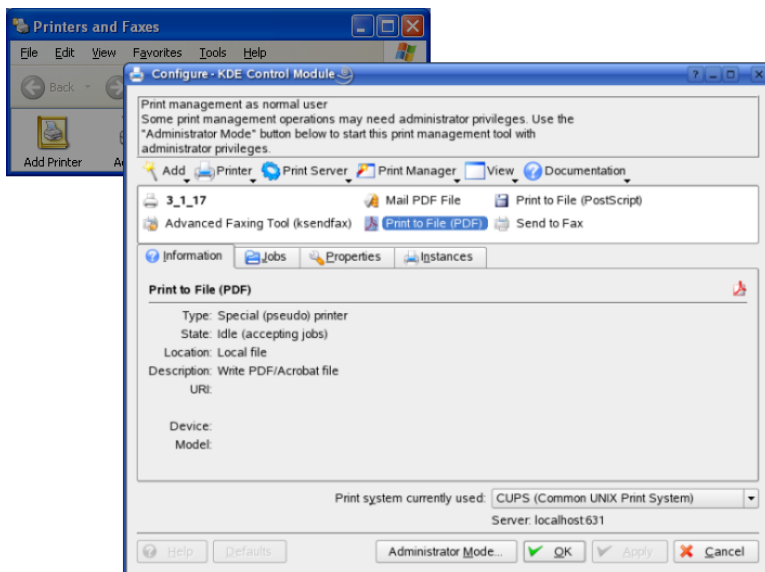 Printers and Faxes
File Edit View Favorites Tools Help
Back
Add Printer
Configure - KDE Control Module
Print management as normal user
Some print management operations may need administrator privileges. Use the
"Administrator Mode" button below to start this print management tool with
administrator privileges.
Add Printer Print Server Print Manager View Documentation
3_1_17 Mail PDF File Print to File (PostScript)
Advanced Faxing Tool (ksendfax) Print to File (PDF) Send to Fax
Information Jobs Properties Instances
Print to File (PDF)
Type: Special (pseudo) printer
State: Idle (accepting jobs)
Location: Local file
Description: Write PDF/Acrobat file
URI:
Device:
Model:
Print system currently used: CUPS (Common UNIX Print System)
Server: localhost:631
Help Defaults Administrator Mode... OK Apply Cancel